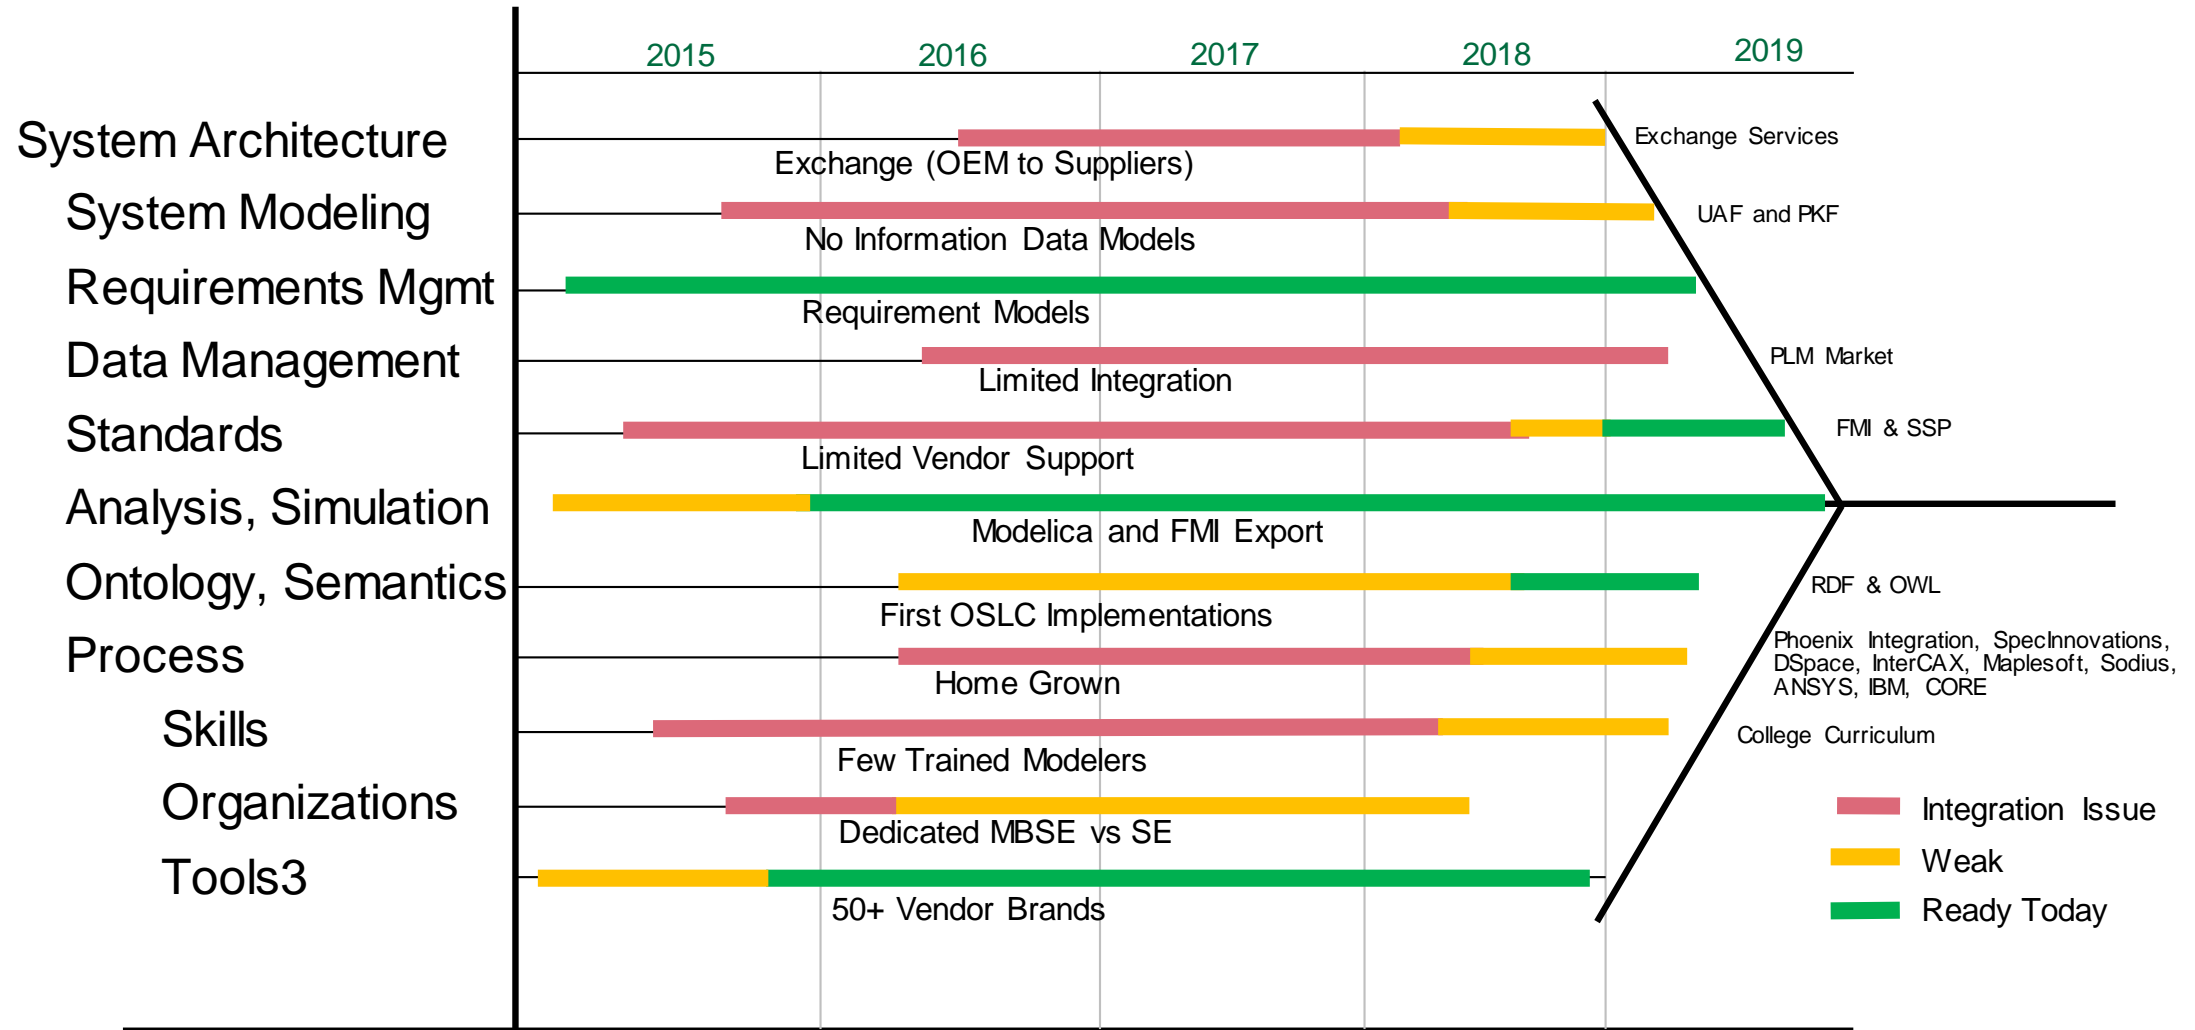 2015 2016 2017 2018 2019
System Architecture
Exchange (OEM to Suppliers)
Exchange Services
System Modeling
No Information Data Models
UAF and PKF
Requirements Mgmt
Requirement Models
Data Management
Limited Integration
PLM Market
Standards
Limited Vendor Support
FMI & SSP
Analysis, Simulation
Modelica and FMI Export
Ontology, Semantics
First OSLC Implementations
RDF & OWL
Process
Home Grown
Phoenix Integration, SpecInnovations,
DSpace, InterCAX, Maplesoft, Sodius,
ANSYS, IBM, CORE
Skills
Few Trained Modelers
College Curriculum
Organizations
Dedicated MBSE vs SE
Tools3
50+ Vendor Brands
Integration Issue
Weak
Ready Today